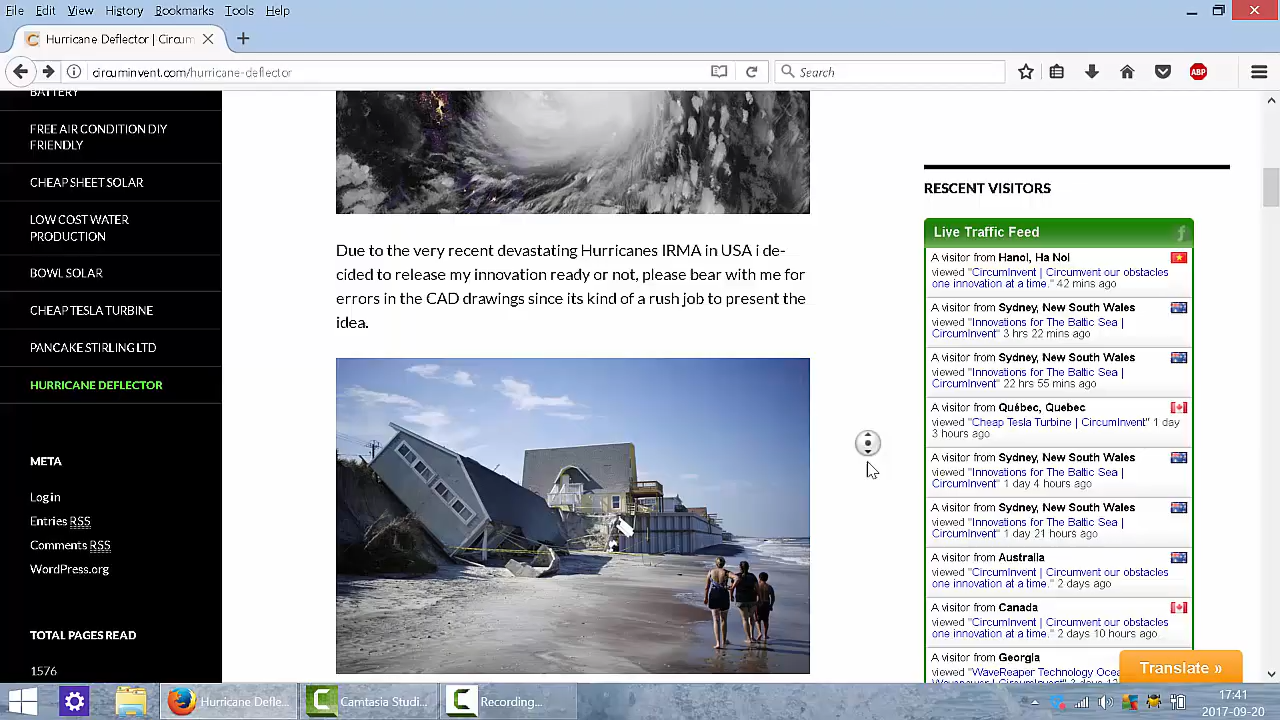 File Edit View History Bookmarks Tools Help
Hurricane Deflector | Circum
circuminvent.com/hurricane-deflector
Search
ABP
BATTERY
FREE AIR CONDITION DIY
FRIENDLY
CHEAP SHEET SOLAR
LOW COST WATER
PRODUCTION
BOWL SOLAR
CHEAP TESLA TURBINE
PANCAKE STIRLING LTD
HURRICANE DEFLECTOR
META
Log in
Entries RSS
Comments RSS
WordPress.org
TOTAL PAGES READ
1576
Due to the very recent devastating Hurricanes IRMA in USA i de-
cided to release my innovation ready or not, please bear with me for
errors in the CAD drawings since its kind of a rush job to present the
idea.
RESCENT VISITORS
Live Traffic Feed
A visitor from Hanoi, Ha Noi
viewed "CircumInvent | Circumvent our obstacles
one innovation at a time." 42 mins ago
A visitor from Sydney, New South Wales
viewed "Innovations for The Baltic Sea |
CircumInvent" 3 hrs 22 mins ago
A visitor from Sydney, New South Wales
viewed "Innovations for The Baltic Sea |
CircumInvent" 22 hrs 55 mins ago
A visitor from Québec, Quebec
viewed "Cheap Tesla Turbine | CircumInvent" 1 day
3 hours ago
A visitor from Sydney, New South Wales
viewed "Innovations for The Baltic Sea |
CircumInvent" 1 day 4 hours ago
A visitor from Sydney, New South Wales
viewed "Innovations for The Baltic Sea |
CircumInvent" 1 day 21 hours ago
A visitor from Australia
viewed "CircumInvent | Circumvent our obstacles
one innovation at a time." 2 days ago
A visitor from Canada
viewed "CircumInvent | Circumvent our obstacles
one innovation at a time." 2 days 10 hours ago
A visitor from Georgia
viewed "WaveReaper Technology
Translate »
Hurricane Defle...
Camtasia Studi...
Recording...
17:41
2017-09-20